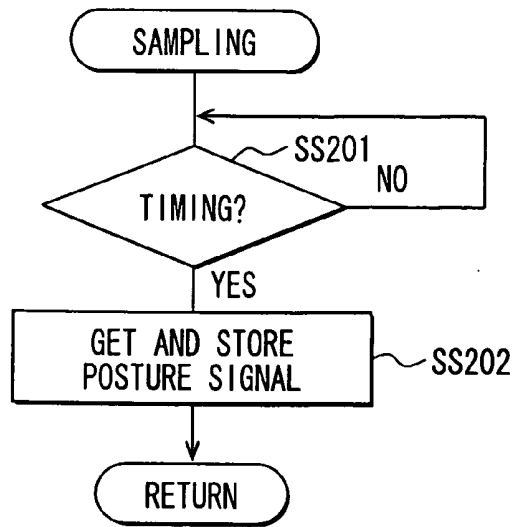 SAMPLING
SS201
NO
TIMING?
YES
GET AND STORE
POSTURE SIGNAL
SS202
RETURN